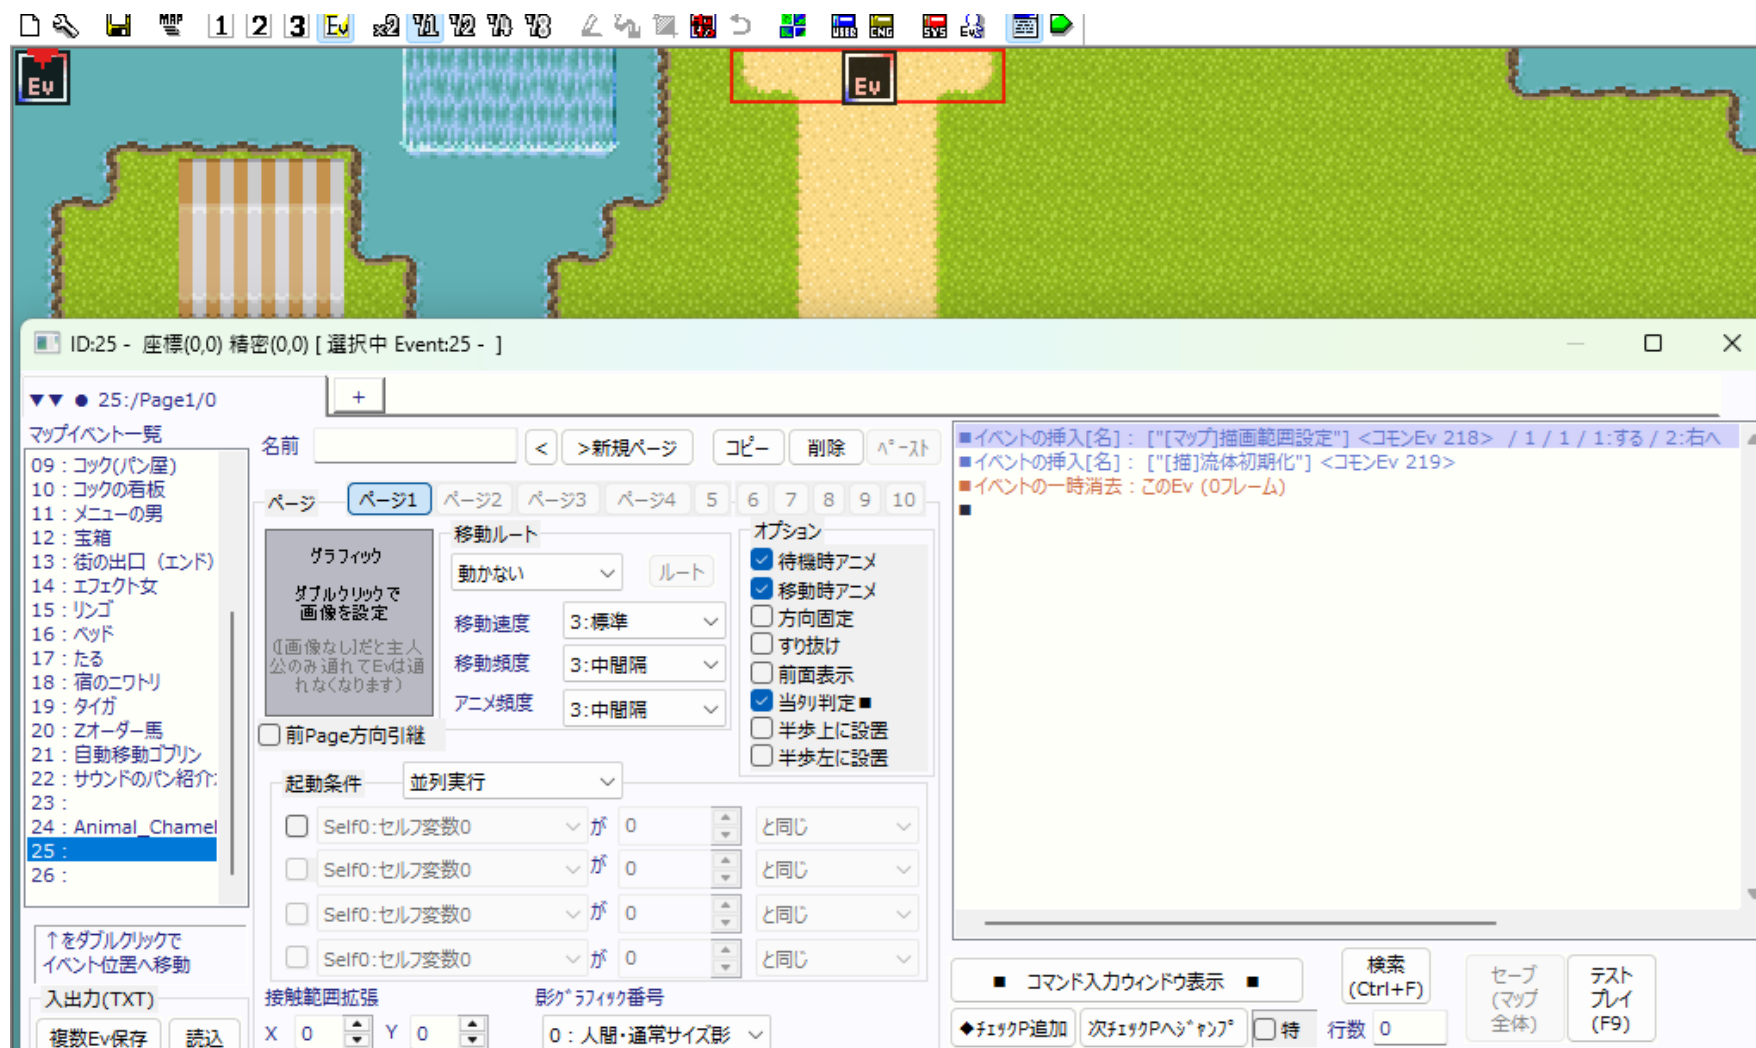 MAP 1 2 3 Ev x2 1/1 1/2 1/4 1/8 USER ENG SYS EvS
Ev
Ev
ID:25 - 座標(0,0) 精密(0,0) [ 選択中 Event:25 - ]
▼▼ ● 25:/Page1/0
+
マップイベント一覧
09 : コック(パン屋)
10 : コックの看板
11 : メニューの男
12 : 宝箱
13 : 街の出口（エンド）
14 : エフェクト女
15 : リンゴ
16 : ベッド
17 : たる
18 : 宿のニワトリ
19 : タイガ
20 : Zオーダー馬
21 : 自動移動ゴブリン
22 : サウンドのパン紹介
23 :
24 : Animal_Chamel
25 :
26 :
↑をダブルクリックで
イベント位置へ移動
入出力(TXT)
複数Ev保存 読込
名前 < >新規ページ コピー 削除 ﾍﾟｰｽﾄ
ページ ページ1 ページ2 ページ3 ページ4 5 6 7 8 9 10
グラフィック
ダブルクリックで
画像を設定
([画像なし]だと主人
公のみ通れてEvは通
れなくなります)
前Page方向引継
移動ルート
動かない ルート
移動速度 3:標準
移動頻度 3:中間隔
アニメ頻度 3:中間隔
オプション
待機時アニメ
移動時アニメ
方向固定
すり抜け
前面表示
当タリ判定■
半歩上に設置
半歩左に設置
起動条件 並列実行
Self0:セルフ変数0 が 0 と同じ
Self0:セルフ変数0 が 0 と同じ
Self0:セルフ変数0 が 0 と同じ
Self0:セルフ変数0 が 0 と同じ
接触範囲拡張
X 0 Y 0
影ｸﾞﾗﾌｨｯｸ番号
0 : 人間・通常サイズ影
■イベントの挿入[名] : ["[マップ]描画範囲設定"] <コモンEv 218> / 1 / 1 / 1:する / 2:右へ
■イベントの挿入[名] : ["[描]流体初期化"] <コモンEv 219>
■イベントの一時消去 : このEv (0フレーム)
■
■ コマンド入力ウィンドウ表示 ■
検索
(Ctrl+F)
セーブ
(マップ
全体)
テスト
プレイ
(F9)
◆ﾁｪｯｸP追加 次ﾁｪｯｸPへｼﾞｬﾝﾌﾟ 特 行数 0